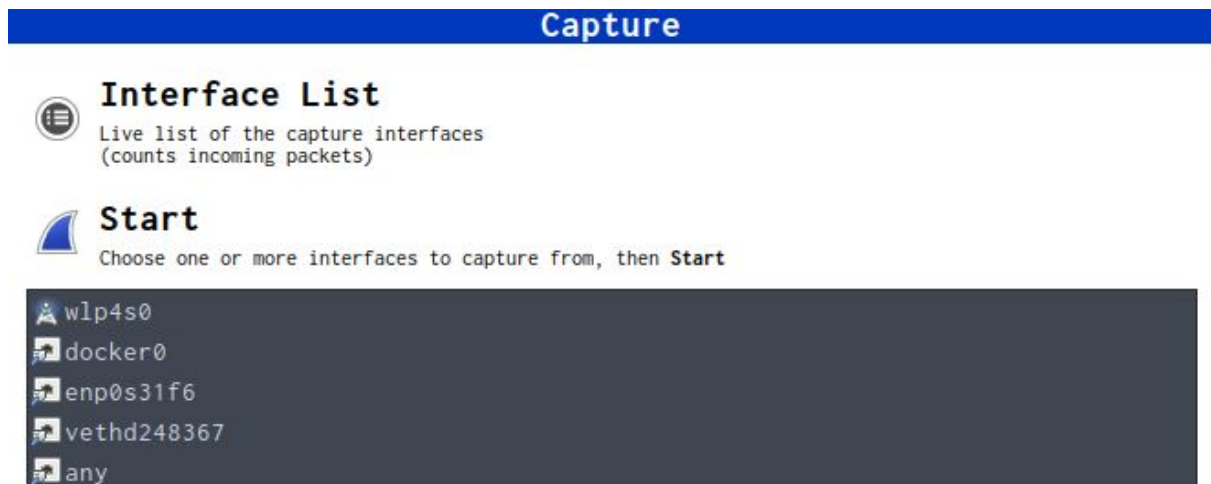 Capture
Interface List
Live list of the capture interfaces
(counts incoming packets)
Start
Choose one or more interfaces to capture from, then Start
wlp4s0
docker0
enp0s31f6
vethd248367
any